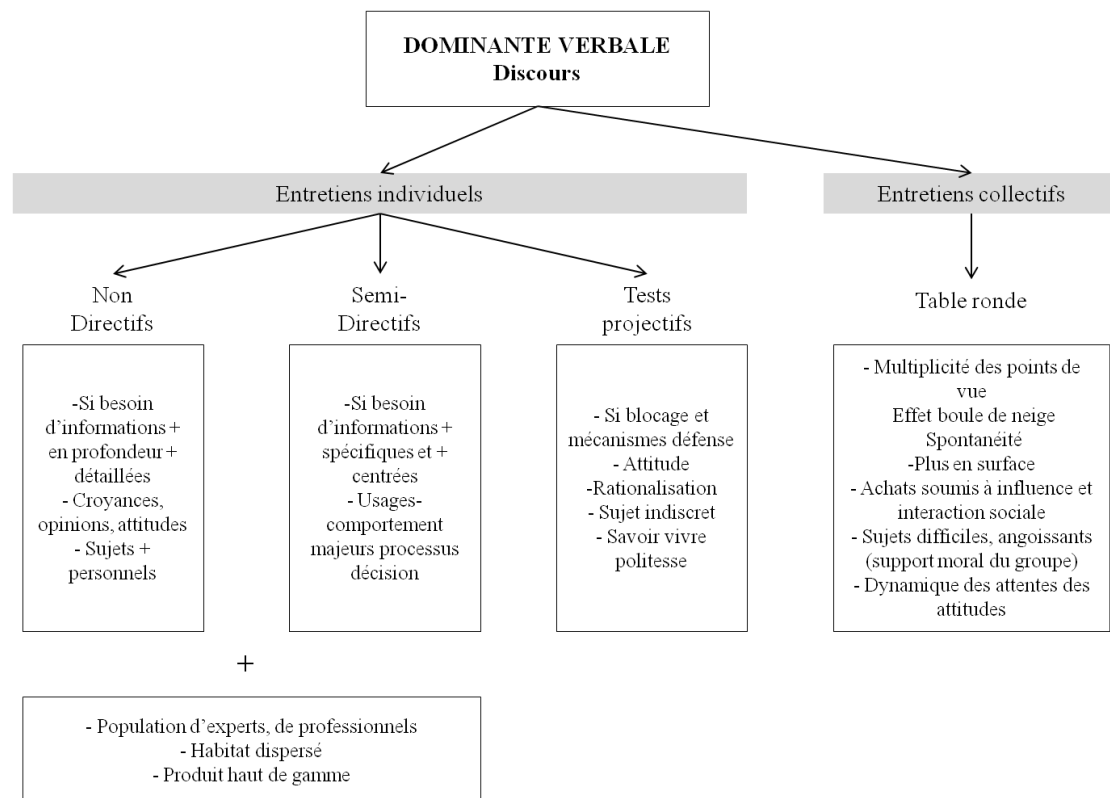 DOMINANTE VERBALE
Discours
Entretiens individuels
Entretiens collectifs
Non
Directifs
Semi-
Directifs
Tests
projectifs
Table ronde
-Si besoin
d’informations +
en profondeur +
détaillées
- Croyances,
opinions, attitudes
- Sujets +
personnels
-Si besoin
d’informations +
spécifiques et +
centrées
- Usages-
comportement
majeurs processus
décision
- Si blocage et
mécanismes défense
- Attitude
-Rationalisation
- Sujet indiscret
- Savoir vivre
politesse
- Multiplicité des points de
vue
Effet boule de neige
Spontanéité
-Plus en surface
- Achats soumis à influence et
interaction sociale
- Sujets difficiles, angoissants
(support moral du groupe)
- Dynamique des attentes des
attitudes
+
- Population d’experts, de professionnels
- Habitat dispersé
- Produit haut de gamme